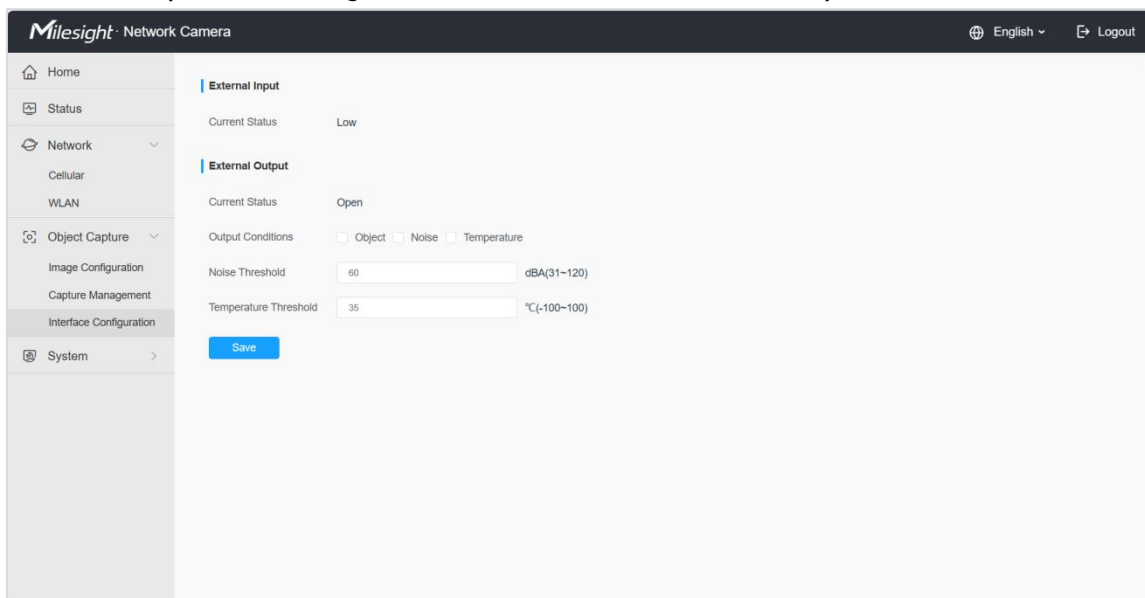 Milesight · Network Camera English Logout
Home
Status
Network
Cellular
WLAN
Object Capture
Image Configuration
Capture Management
Interface Configuration
System
External Input
Current Status Low
External Output
Current Status Open
Output Conditions Object Noise Temperature
Noise Threshold 60 dBA(31~120)
Temperature Threshold 35 ℃(-100~100)
Save